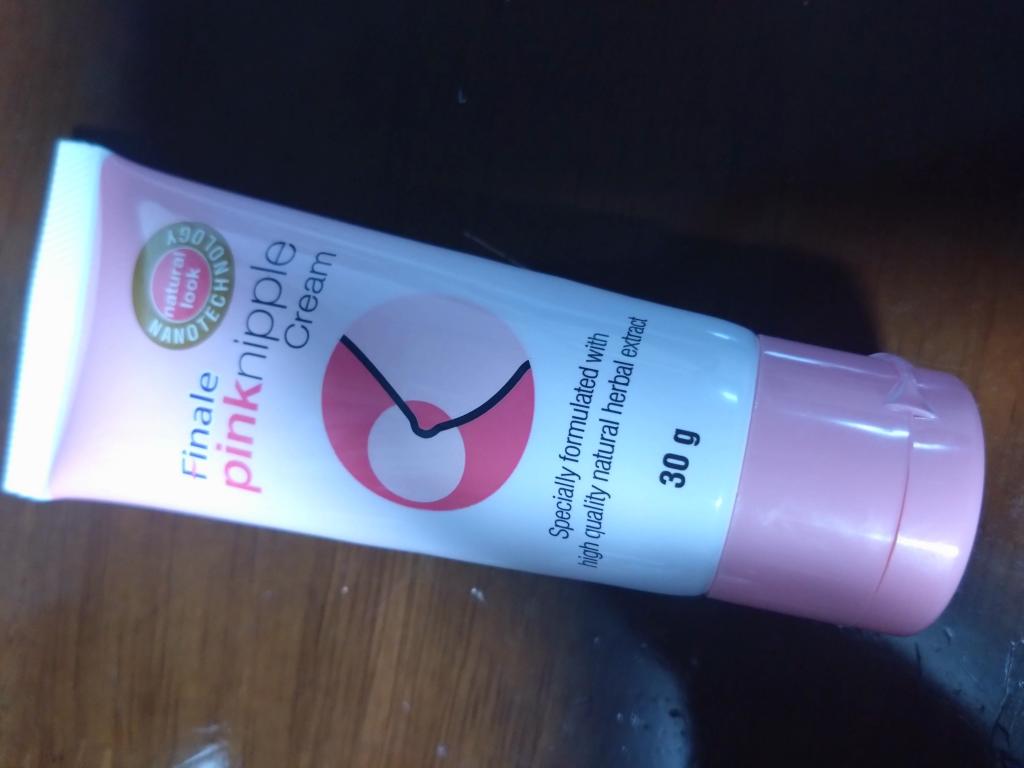 natural
look
NANOTECHNOLOGY
Finale
pinknipple
Cream
Specially formulated with
high quality natural herbal extract
30 g